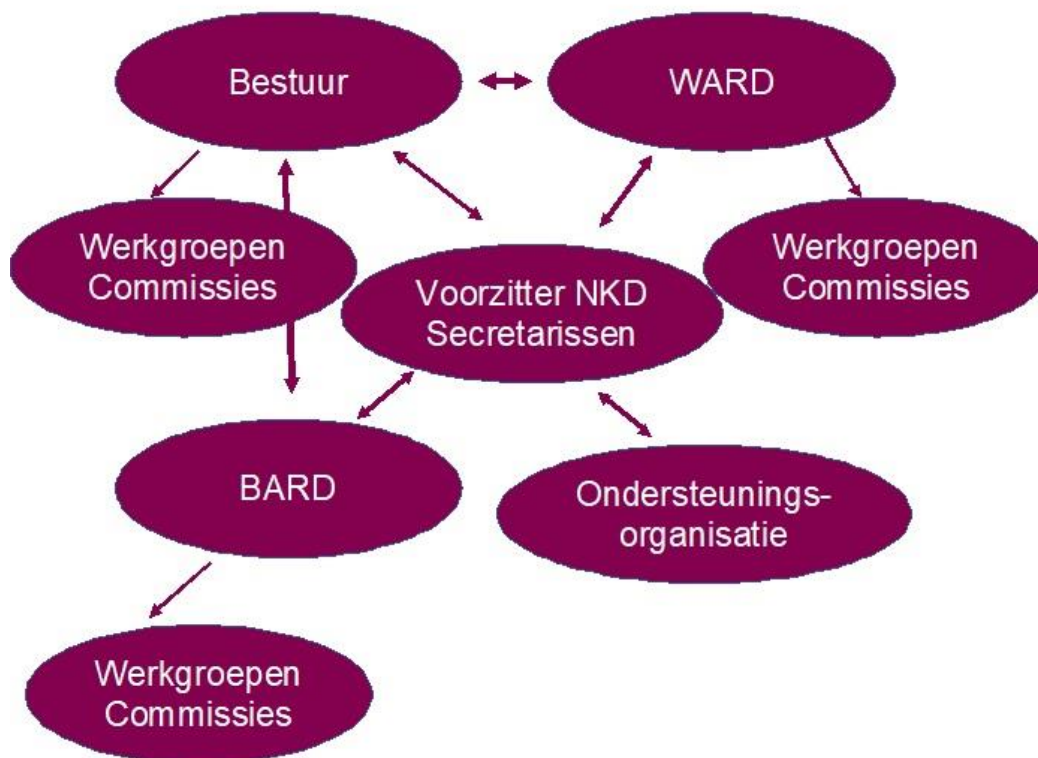 Bestuur
WARD
Werkgroepen
Commissies
Voorzitter NKD
Secretarissen
Werkgroepen
Commissies
BARD
Ondersteunings-
organisatie
Werkgroepen
Commissies